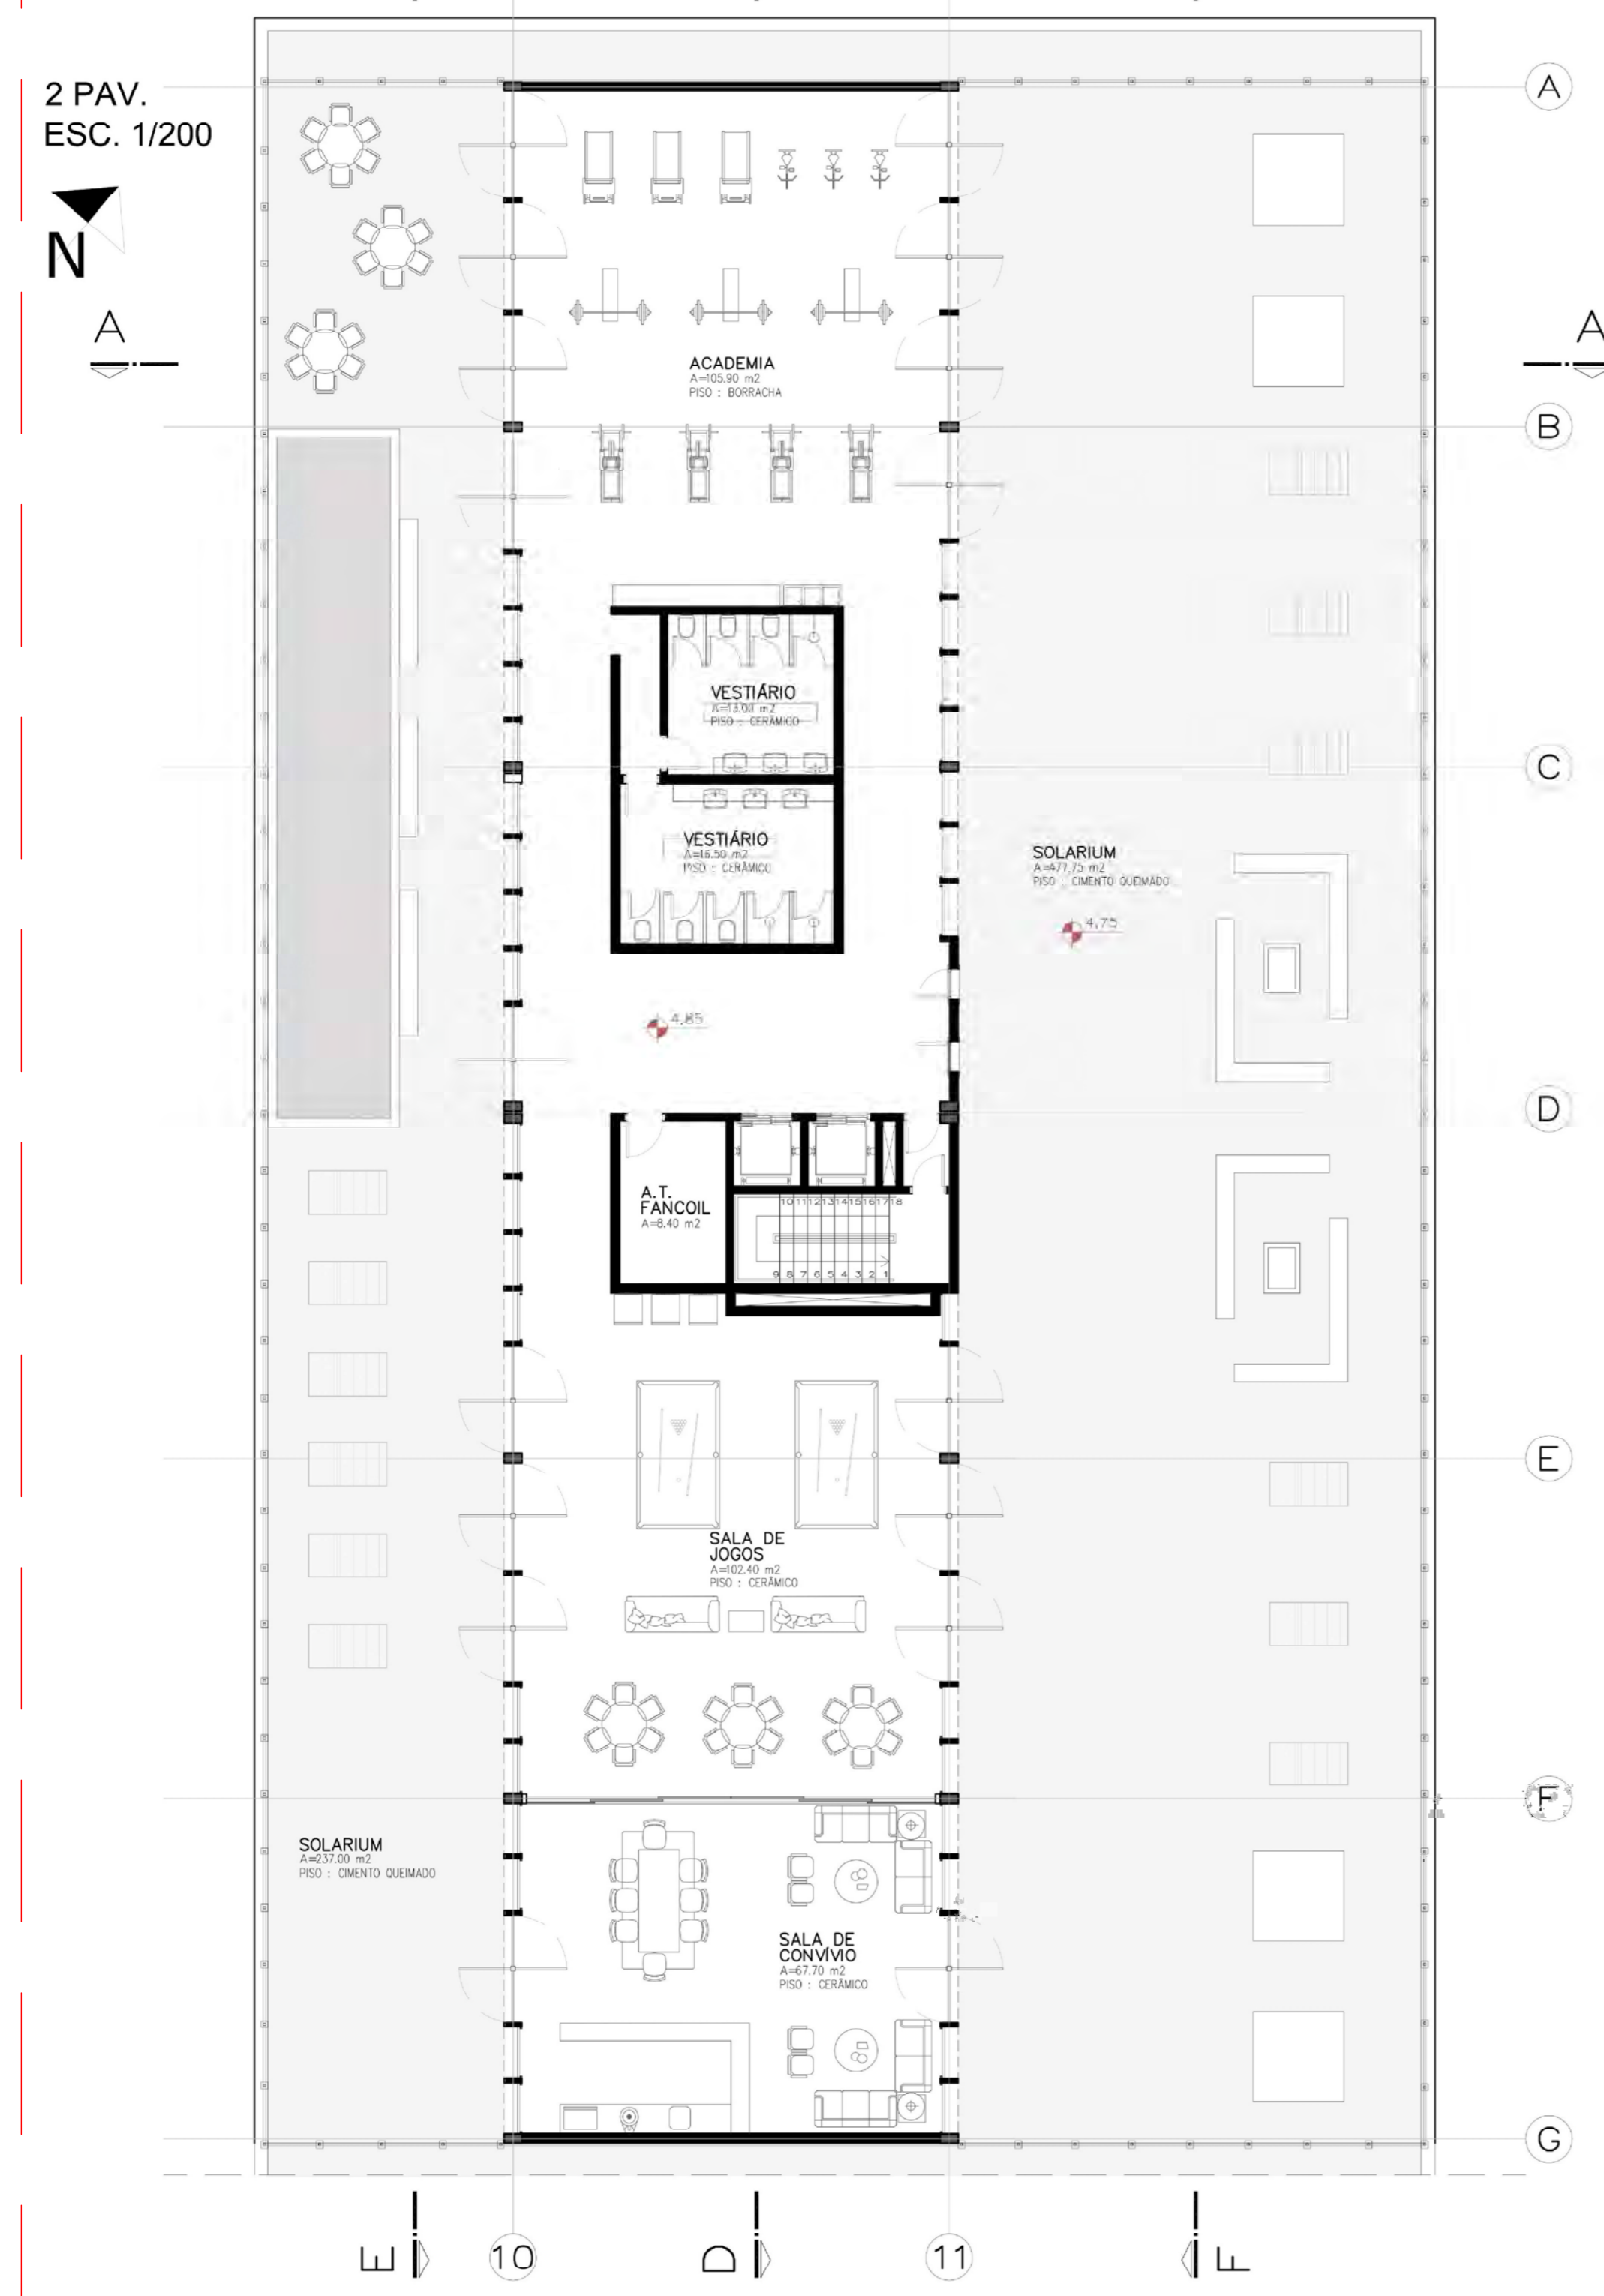 2 PAV.
ESC. 1/200
N
A
A
A
B
C
D
E
F
G
ACADEMIA
A=105.90 m2
PISO : BORRACHA
VESTIÁRIO
A=13.00 m2
PISO : CERÂMICO
VESTIÁRIO
A=16.50 m2
PISO : CERÂMICO
SOLARIUM
A=477.75 m2
PISO : CIMENTO QUEIMADO
4,75
4,85
A.T.
FANCOIL
A=8.40 m2
10 11 12 13 14 15 16 17 18
9 8 7 6 5 4 3 2 1
SALA DE
JOGOS
A=102.40 m2
PISO : CERÂMICO
SOLARIUM
A=237.00 m2
PISO : CIMENTO QUEIMADO
SALA DE
CONVÍVIO
A=67.70 m2
PISO : CERÂMICO
E
10
D
11
F